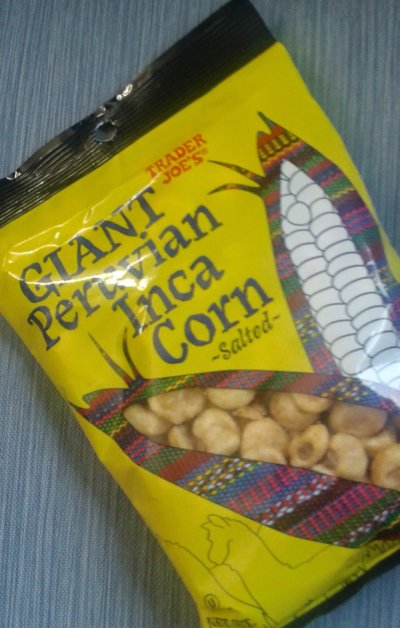 TRADER
JOE'S®
GIANT
Peruvian
Inca
Corn
~Salted~
U